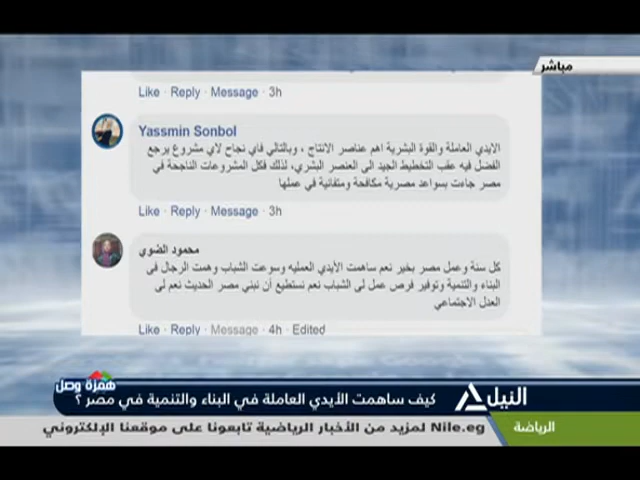 مباشر
Like · Reply · Message · 3h
Yassmin Sonbol
الايدي العاملة والقوة البشرية اهم عناصر الانتاج ، وبالتالي فاي نجاح لاي مشروع يرجع
الفضل فيه عقب التخطيط الجيد الى العنصر البشري، لذلك فكل المشروعات الناجحة في
مصر جاءت بسواعد مصرية مكافحة ومتفانية في عملها
Like · Reply · Message · 3h
محمود الضوي
كل سنة وعمل مصر بخير نعم ساهمت الأيدي العمليه وسوعت الشباب وهمت الرجال فى
البناء والتنمية وتوفير فرص عمل لى الشباب نعم نستطيع أن نبني مصر الحديث نعم لى
العدل الاجتماعي
Like · Reply · Message · 4h · Edited
همزة وصل
النيل
كيف ساهمت الأيدي العاملة في البناء والتنمية في مصر ؟
الرياضة
لمزيد من الأخبار الرياضية تابعونا على موقعنا الإلكتروني Nile.eg